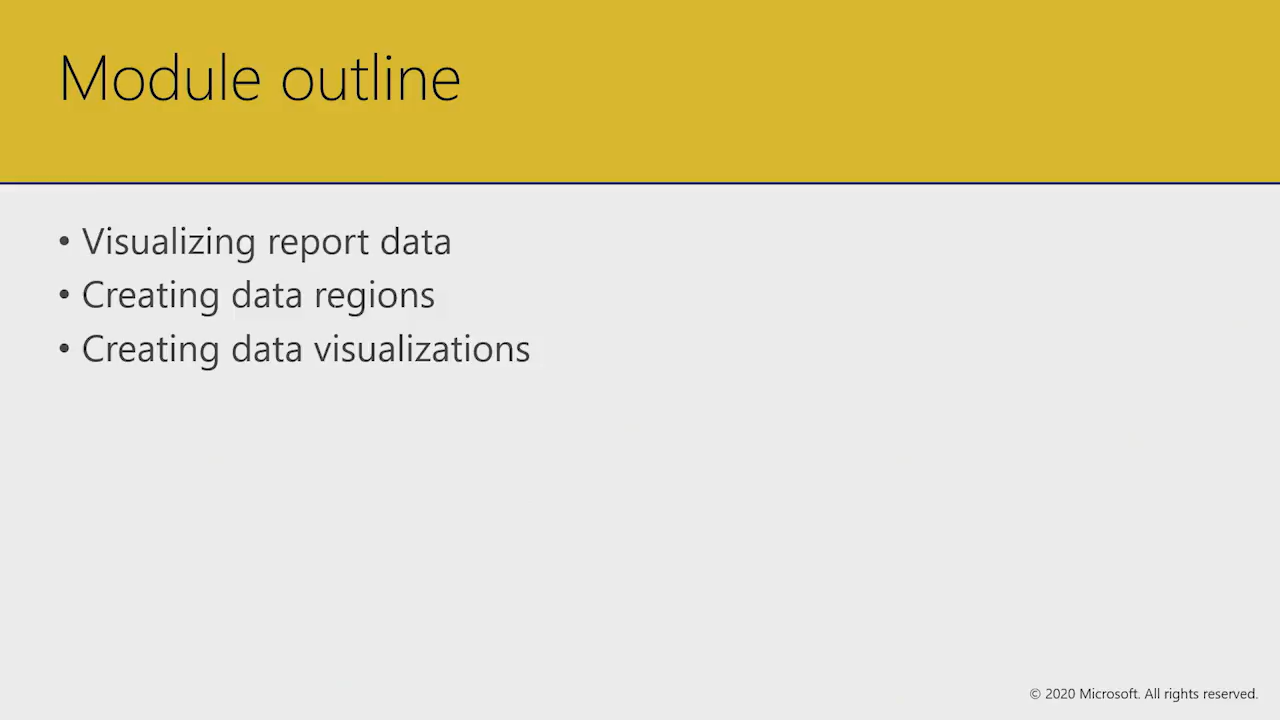 Module outline
• Visualizing report data
• Creating data regions
• Creating data visualizations
© 2020 Microsoft. All rights reserved.